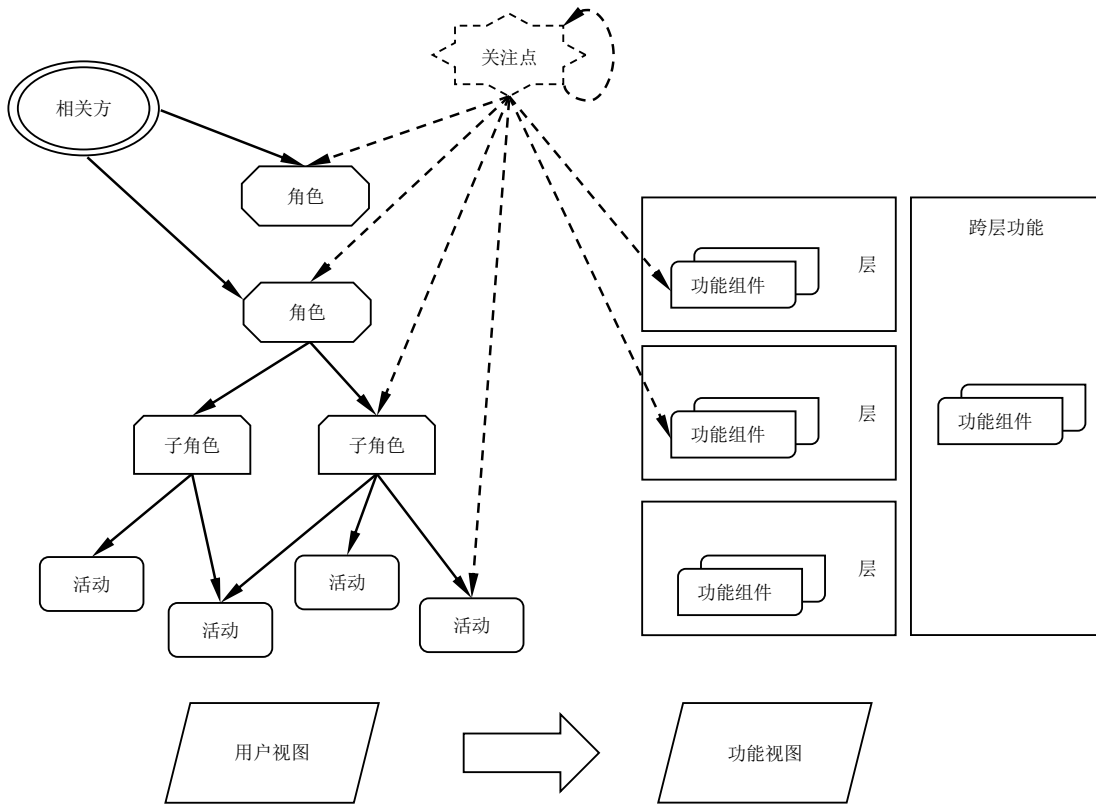 关注点
相关方
角色
跨层功能
层
功能组件
角色
层
功能组件
功能组件
子角色
子角色
层
功能组件
活动
活动
活动
活动
用户视图
功能视图